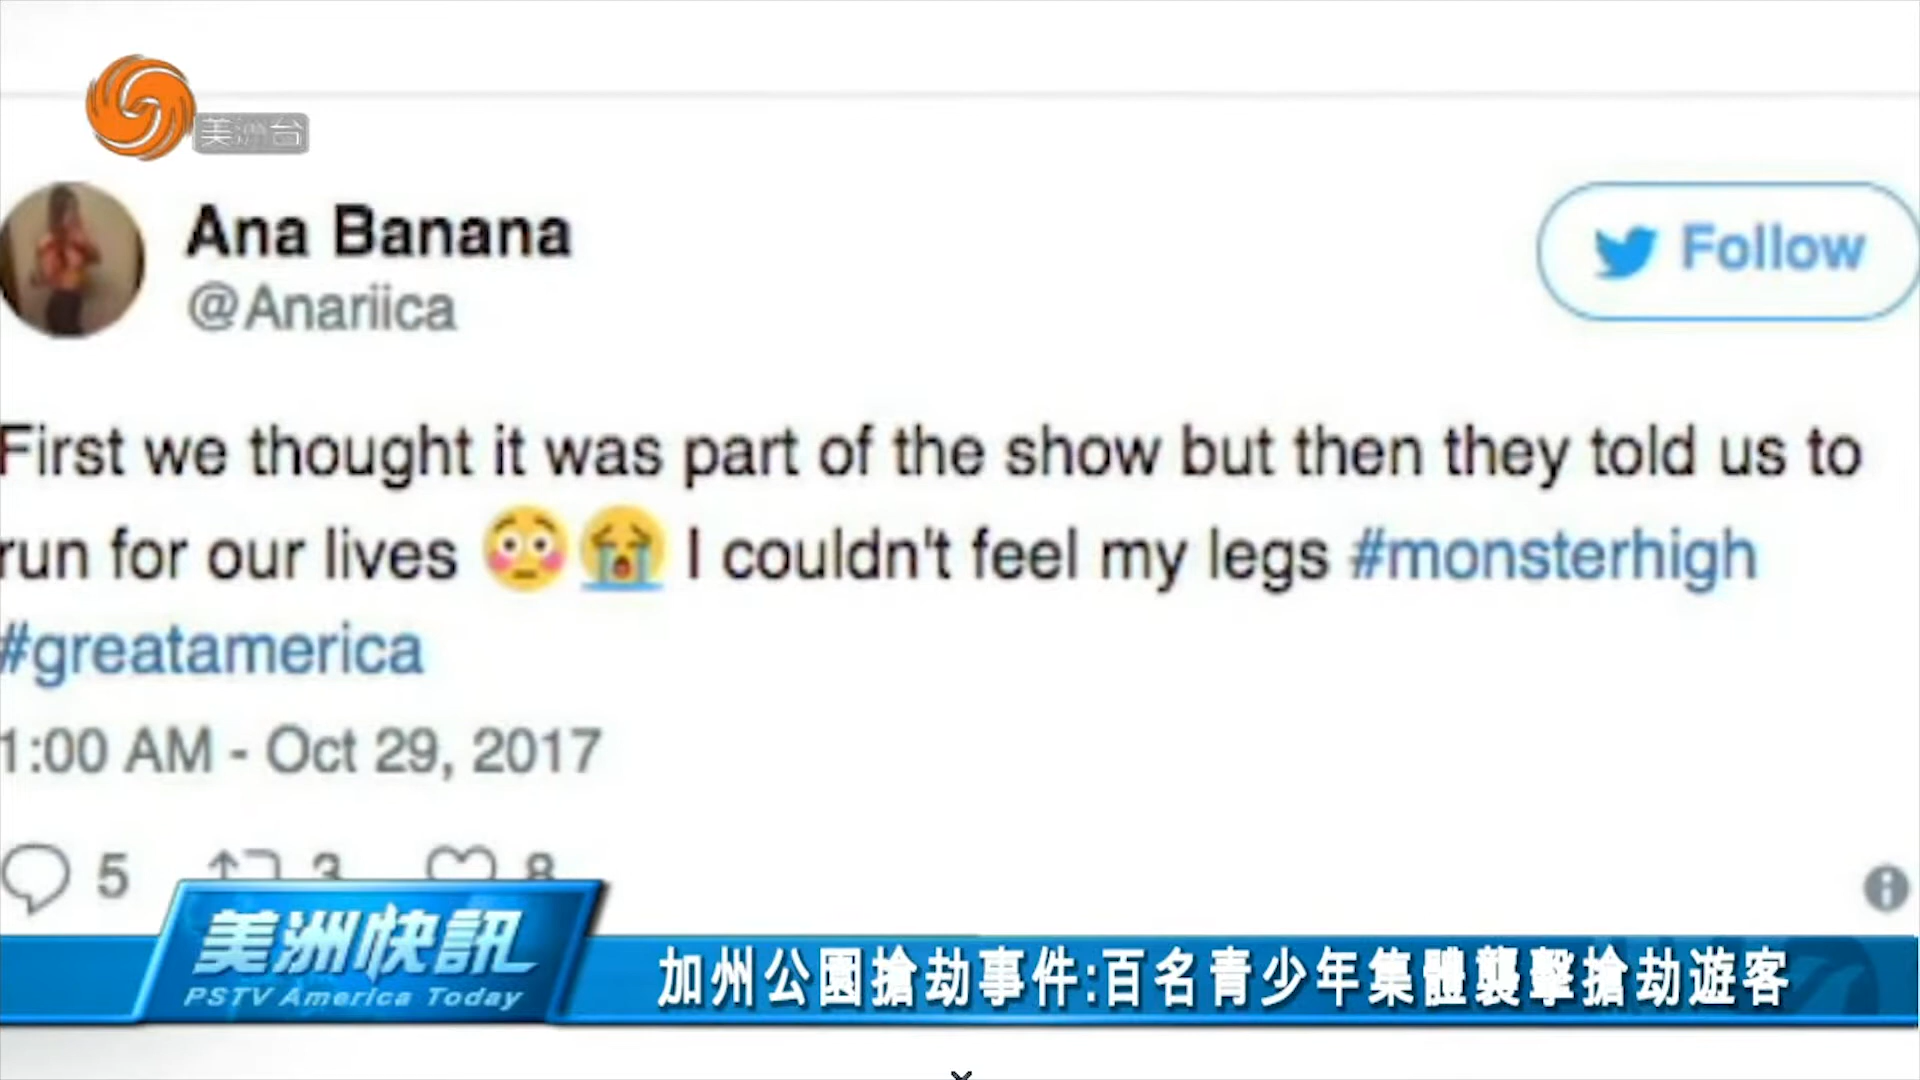 美洲台
Ana Banana
@Anariica
Follow
First we thought it was part of the show but then they told us to
run for our lives 😳😭 I couldn't feel my legs #monsterhigh
#greatamerica
1:00 AM - Oct 29, 2017
5 3 8
美洲快訊
PSTV America Today
加州公園搶劫事件:百名青少年集體襲擊搶劫遊客